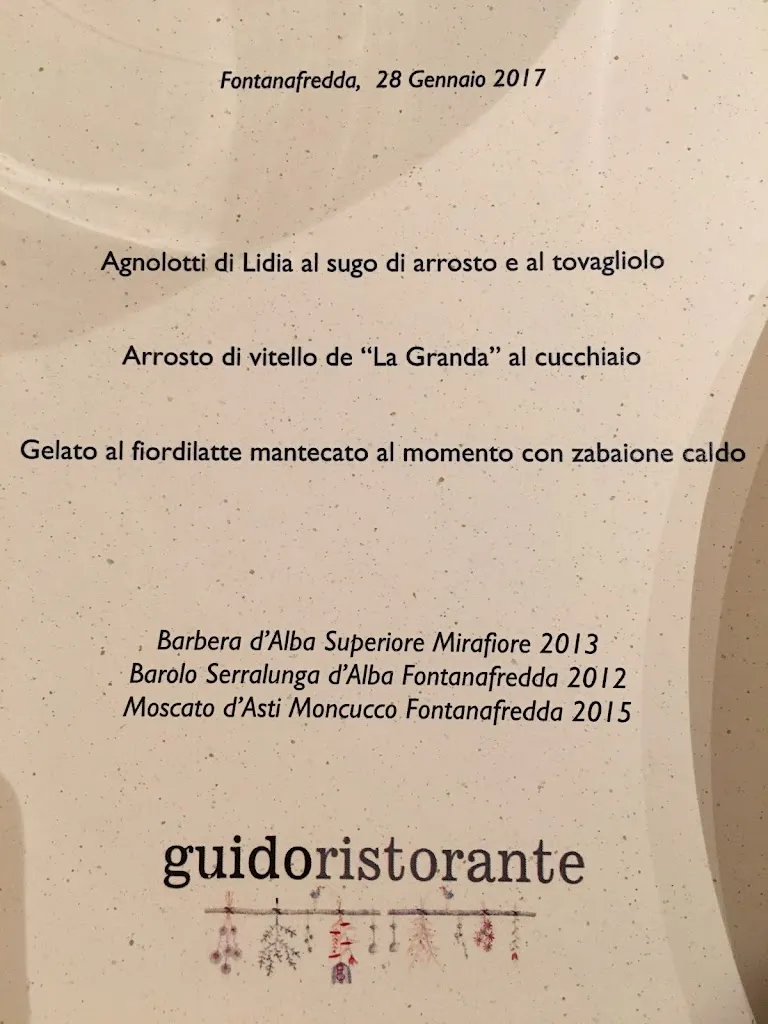 Fontanafredda, 28 Gennaio 2017
Agnolotti di Lidia al sugo di arrosto e al tovagliolo
Arrosto di vitello de “La Granda” al cucchiaio
Gelato al fiordilatte mantecato al momento con zabaione caldo
Barbera d’Alba Superiore Mirafiore 2013
Barolo Serralunga d’Alba Fontanafredda 2012
Moscato d’Asti Moncucco Fontanafredda 2015
guidoristorante